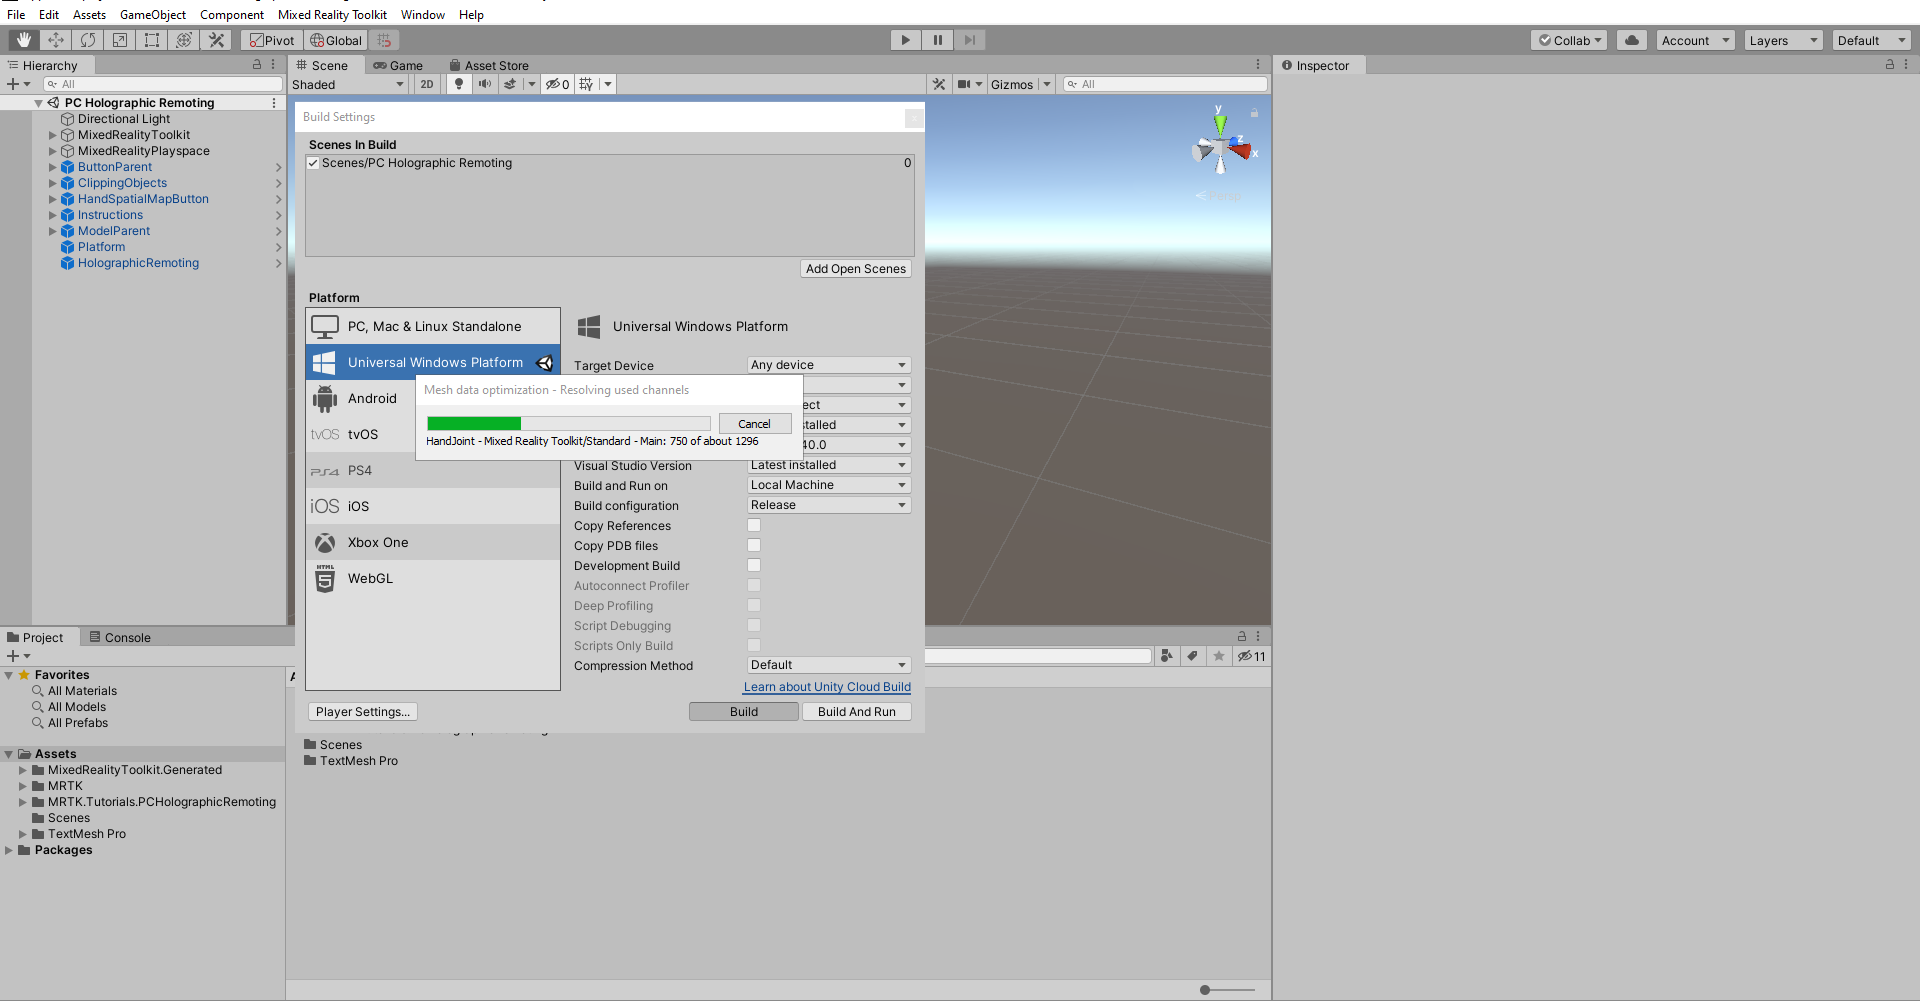 File Edit Assets GameObject Component Mixed Reality Toolkit Window Help
Pivot Global Collab Account Layers Default
Hierarchy
All
PC Holographic Remoting
Directional Light
MixedRealityToolkit
MixedRealityPlayspace
ButtonParent
ClippingObjects
HandSpatialMapButton
Instructions
ModelParent
Platform
HolographicRemoting
Scene Game Asset Store
Shaded 2D 0 Gizmos All
y
z
x
Persp
Inspector
Build Settings
Scenes In Build
Scenes/PC Holographic Remoting 0
Add Open Scenes
Platform
PC, Mac & Linux Standalone
Universal Windows Platform
Android
tvOS tvOS
PS4
iOS iOS
Xbox One
HTML 5 WebGL
Universal Windows Platform
Target Device Any device
ect
stalled
40.0
Visual Studio Version Latest installed
Build and Run on Local Machine
Build configuration Release
Copy References
Copy PDB files
Development Build
Autoconnect Profiler
Deep Profiling
Script Debugging
Scripts Only Build
Compression Method Default
Learn about Unity Cloud Build
Player Settings... Build Build And Run
Mesh data optimization - Resolving used channels
Cancel
HandJoint - Mixed Reality Toolkit/Standard - Main: 750 of about 1296
Project Console
11
Favorites
All Materials
All Models
All Prefabs
Assets
MixedRealityToolkit.Generated
MRTK
MRTK.Tutorials.PCHolographicRemoting
Scenes
TextMesh Pro
Packages
Scenes
TextMesh Pro